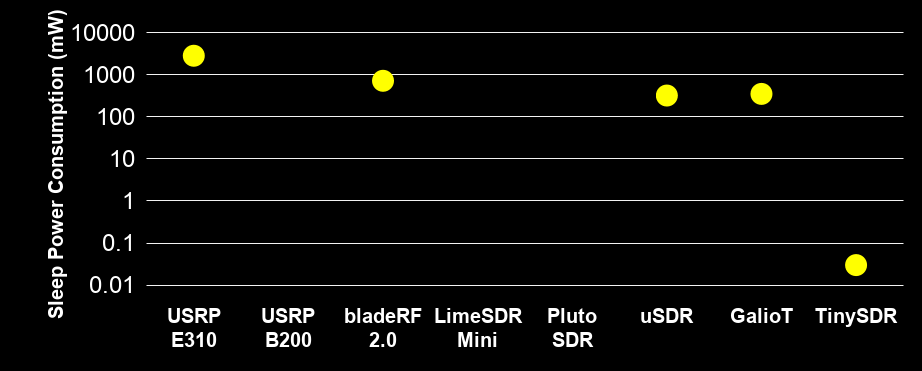 Sleep Power Consumption (mW)
10000
1000
100
10
1
0.1
0.01
USRP E310
USRP B200
bladeRF 2.0
LimeSDR Mini
Pluto SDR
uSDR
GalioT
TinySDR